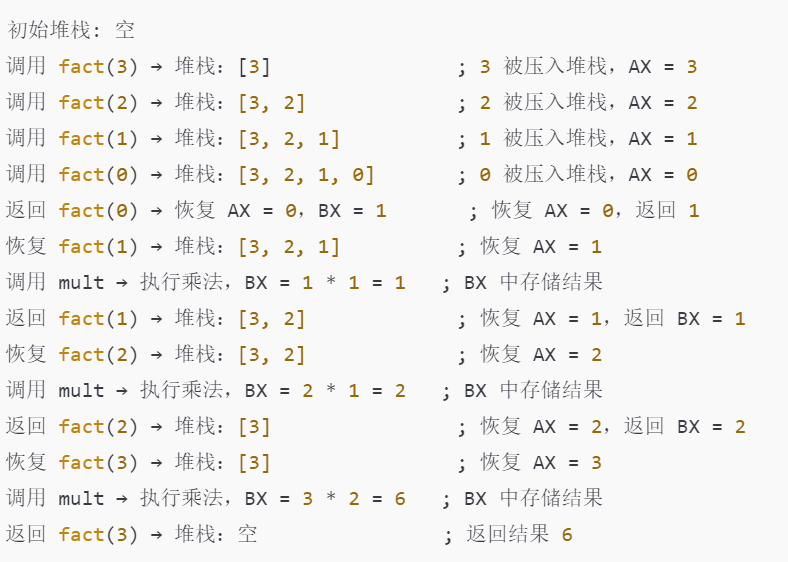 初始堆栈: 空
调用 fact(3) → 堆栈：[3] ; 3 被压入堆栈，AX = 3
调用 fact(2) → 堆栈：[3, 2] ; 2 被压入堆栈，AX = 2
调用 fact(1) → 堆栈：[3, 2, 1] ; 1 被压入堆栈，AX = 1
调用 fact(0) → 堆栈：[3, 2, 1, 0] ; 0 被压入堆栈，AX = 0
返回 fact(0) → 恢复 AX = 0，BX = 1 ; 恢复 AX = 0，返回 1
恢复 fact(1) → 堆栈：[3, 2, 1] ; 恢复 AX = 1
调用 mult → 执行乘法，BX = 1 * 1 = 1 ; BX 中存储结果
返回 fact(1) → 堆栈：[3, 2] ; 恢复 AX = 1，返回 BX = 1
恢复 fact(2) → 堆栈：[3, 2] ; 恢复 AX = 2
调用 mult → 执行乘法，BX = 2 * 1 = 2 ; BX 中存储结果
返回 fact(2) → 堆栈：[3] ; 恢复 AX = 2，返回 BX = 2
恢复 fact(3) → 堆栈：[3] ; 恢复 AX = 3
调用 mult → 执行乘法，BX = 3 * 2 = 6 ; BX 中存储结果
返回 fact(3) → 堆栈：空 ; 返回结果 6